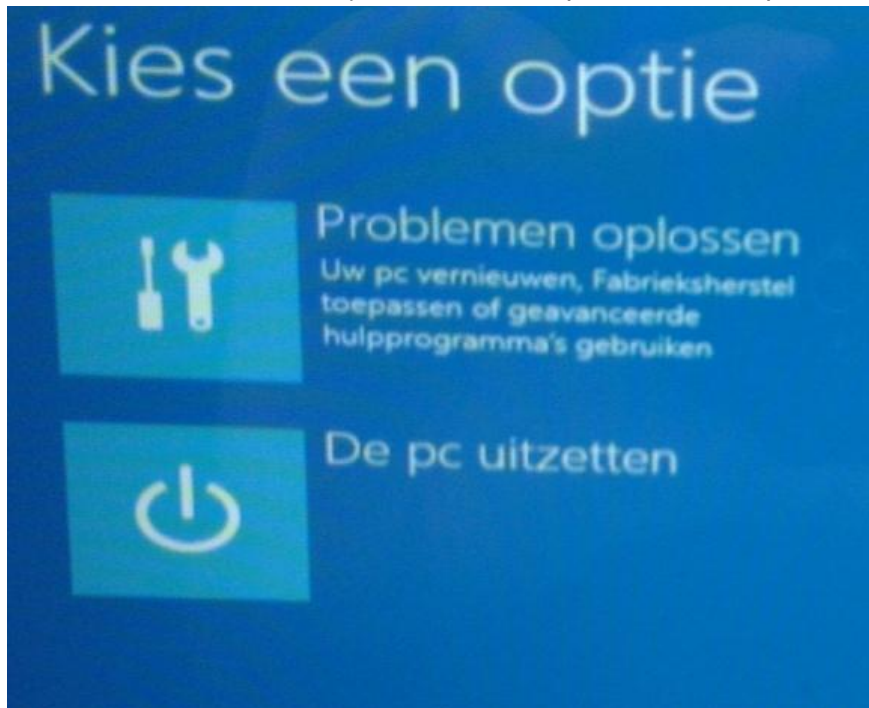 Kies een optie
Problemen oplossen
Uw pc vernieuwen, Fabrieksherstel
toepassen of geavanceerde
hulpprogramma's gebruiken
De pc uitzetten